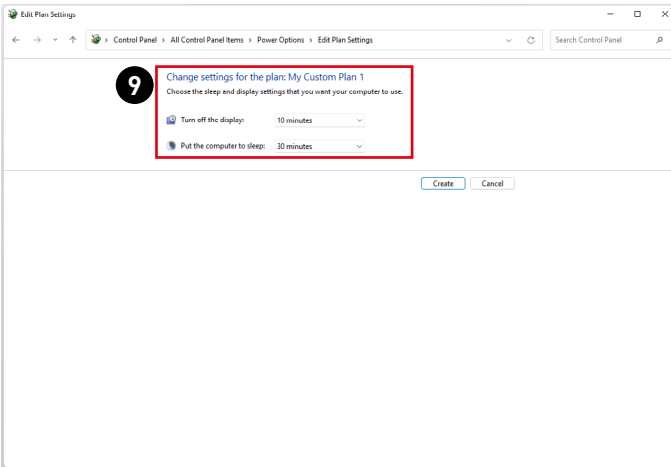 Edit Plan Settings
Control Panel › All Control Panel Items › Power Options › Edit Plan Settings
Search Control Panel
9
Change settings for the plan: My Custom Plan 1
Choose the sleep and display settings that you want your computer to use.
Turn off the display: 10 minutes
Put the computer to sleep: 30 minutes
Create Cancel